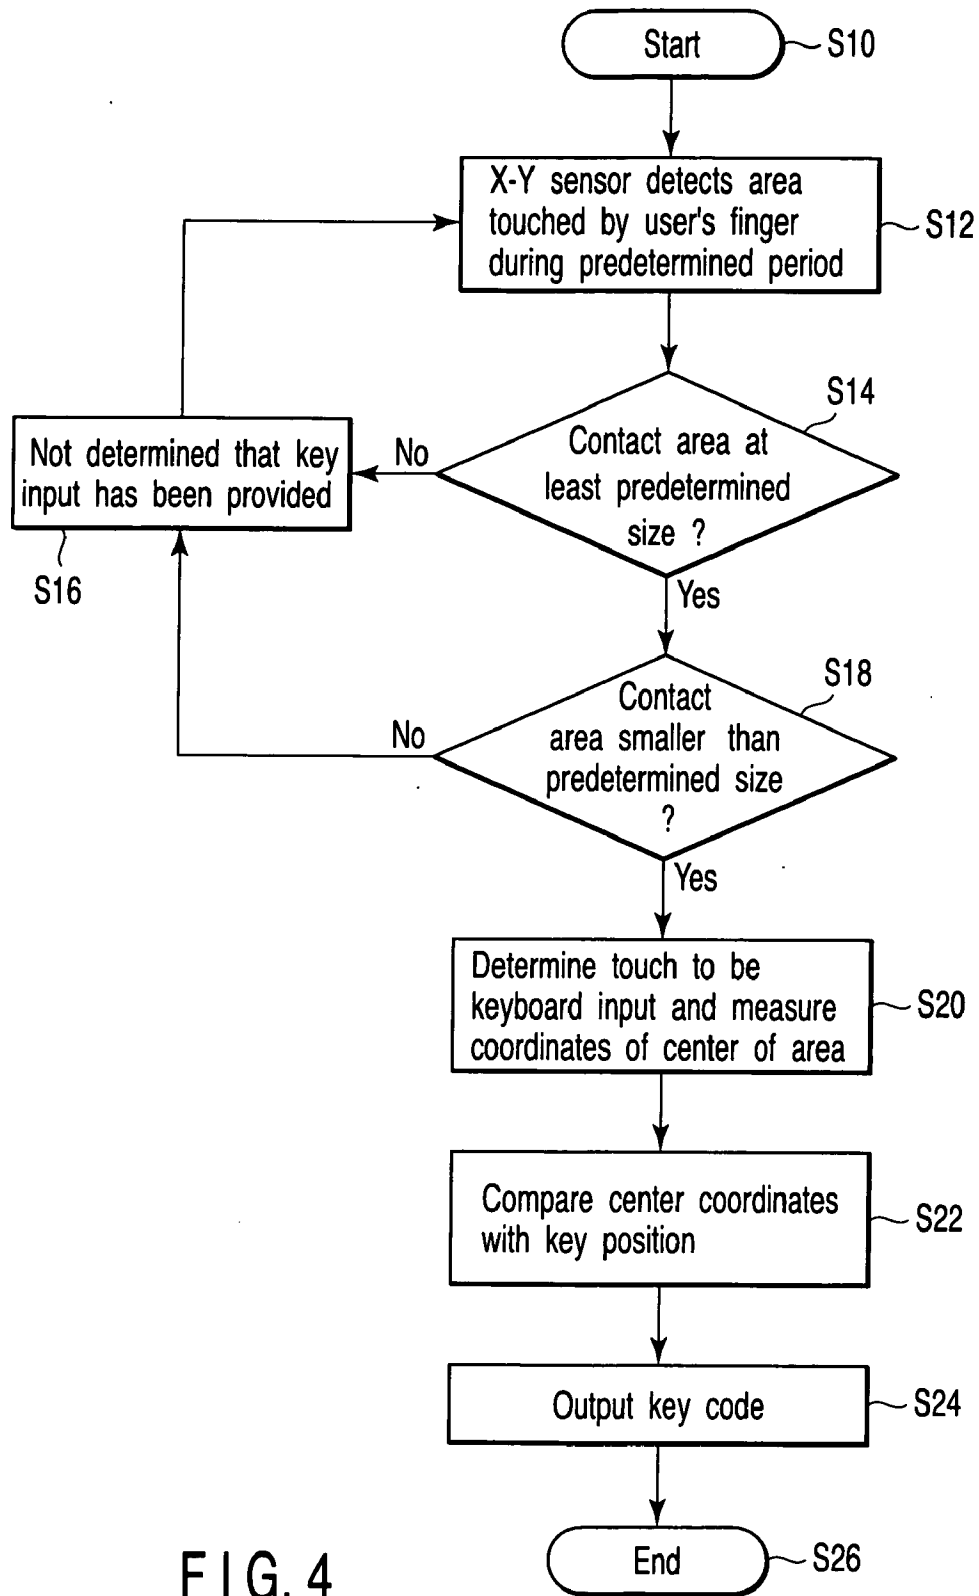 Start
S10
X-Y sensor detects area
touched by user's finger
during predetermined period
S12
S14
Contact area at
least predetermined
size ?
No
Not determined that key
input has been provided
S16
Yes
S18
Contact
area smaller than
predetermined size
?
No
Yes
Determine touch to be
keyboard input and measure
coordinates of center of area
S20
Compare center coordinates
with key position
S22
Output key code
S24
End
S26
FIG. 4